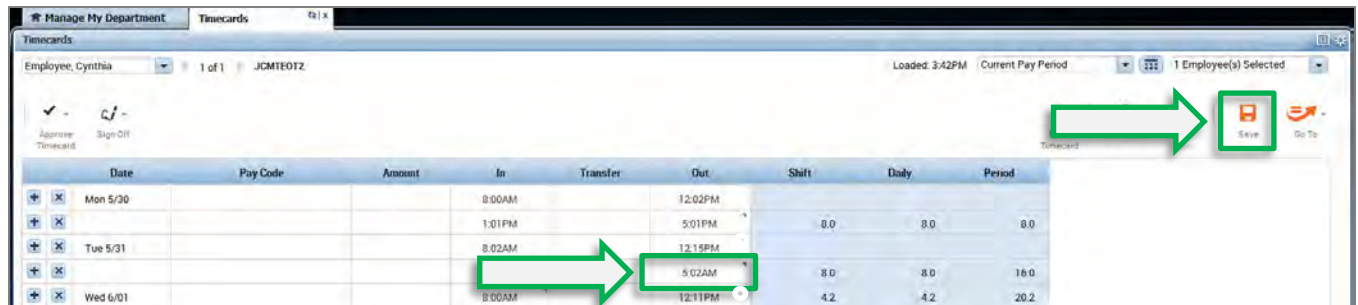 Manage My Department Timecards
Timecards
Employee, Cynthia 1 of 1 JCMTEOT2 Loaded: 3:42PM Current Pay Period 1 Employee(s) Selected
Approve Timecard Sign Off Timecard Save Go To
Date Pay Code Amount In Transfer Out Shift Daily Period
Mon 5/30 8:00AM 12:02PM
1:01PM 5:01PM 8.0 8.0 8.0
Tue 5/31 8:02AM 12:15PM
5:02AM 8.0 8.0 16.0
Wed 6/01 8:00AM 12:11PM 4.2 4.2 20.2